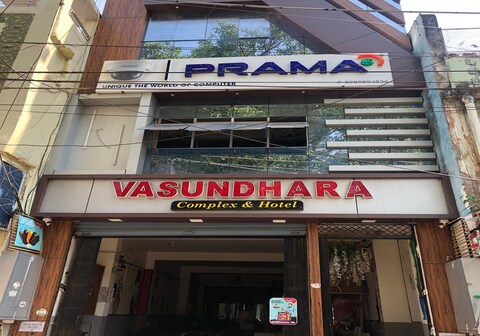 PRAMA
UNIQUE THE WORLD OF COMPUTER
VASUNDHARA
Complex & Hotel